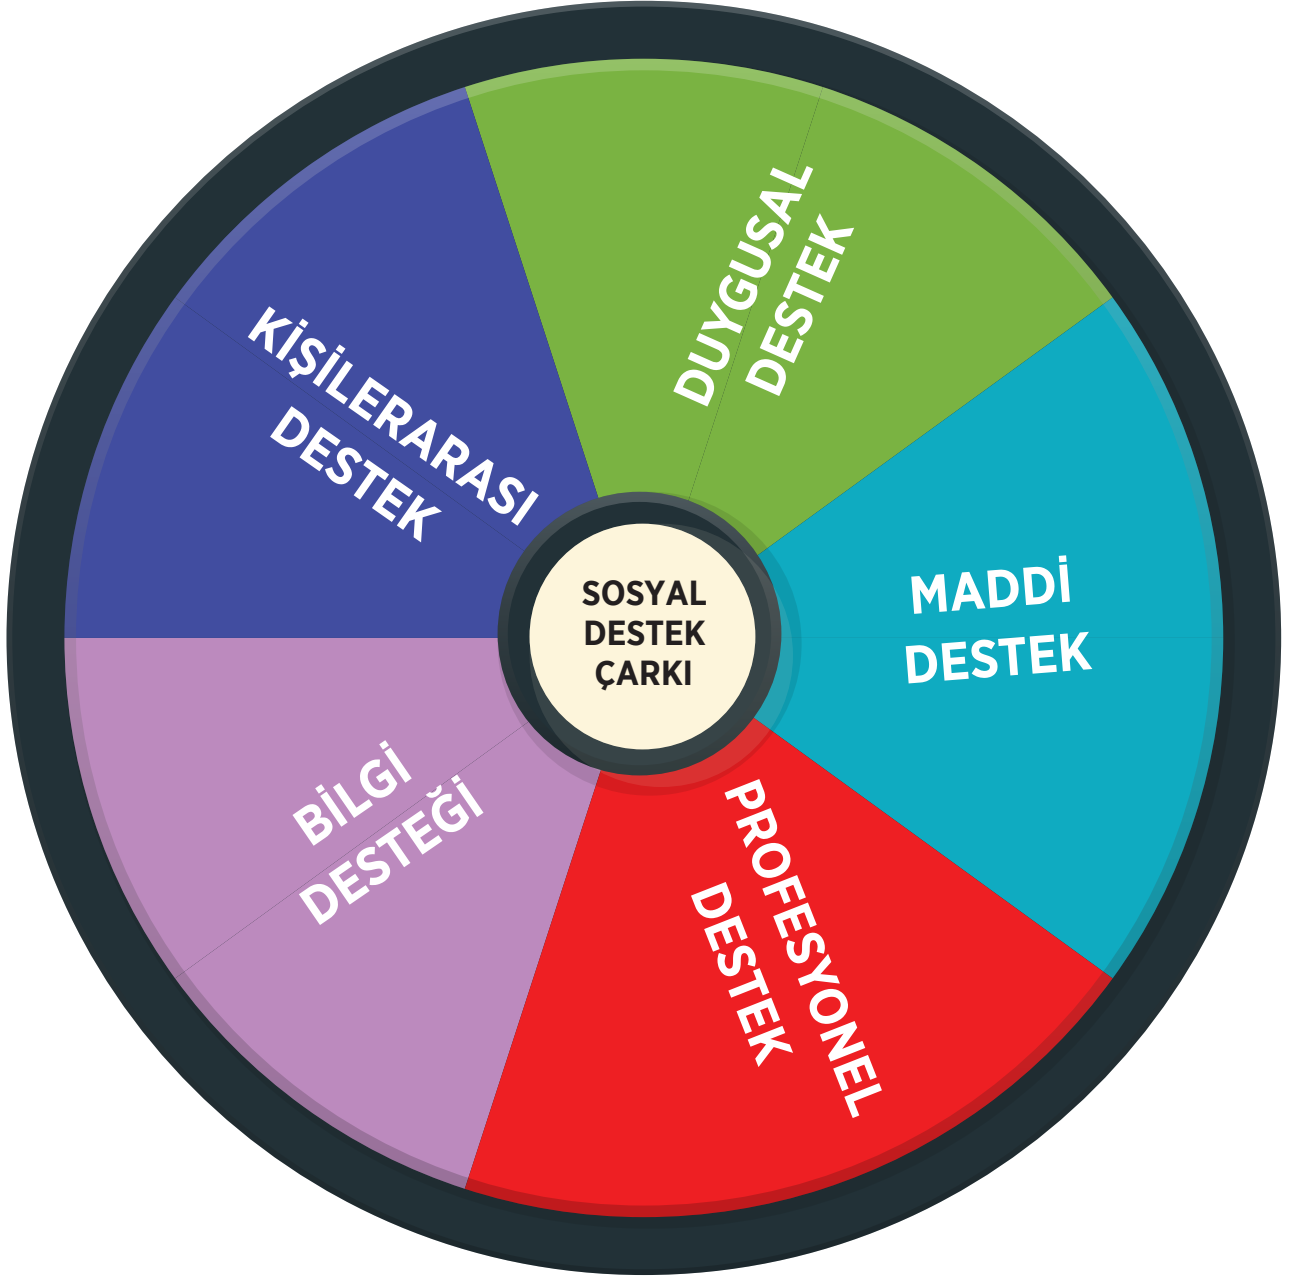 SOSYAL
DESTEK
ÇARKI
DUYGUSAL
DESTEK
MADDİ
DESTEK
PROFESYONEL
DESTEK
BİLGİ
DESTEĞİ
KİŞİLERARASI
DESTEK